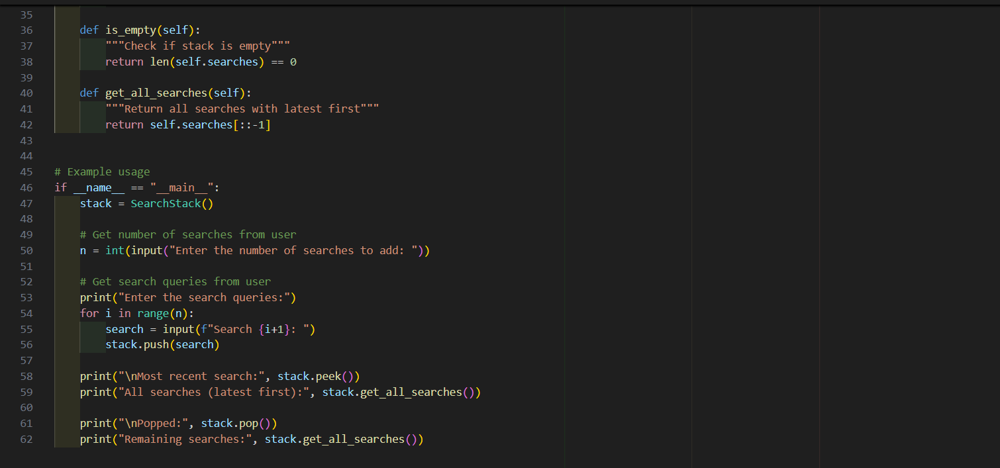 35
36 def is_empty(self):
37 """Check if stack is empty"""
38 return len(self.searches) == 0
39
40 def get_all_searches(self):
41 """Return all searches with latest first"""
42 return self.searches[::-1]
43
44
45 # Example usage
46 if __name__ == "__main__":
47 stack = SearchStack()
48
49 # Get number of searches from user
50 n = int(input("Enter the number of searches to add: "))
51
52 # Get search queries from user
53 print("Enter the search queries:")
54 for i in range(n):
55 search = input(f"Search {i+1}: ")
56 stack.push(search)
57
58 print("\nMost recent search:", stack.peek())
59 print("All searches (latest first):", stack.get_all_searches())
60
61 print("\nPopped:", stack.pop())
62 print("Remaining searches:", stack.get_all_searches())